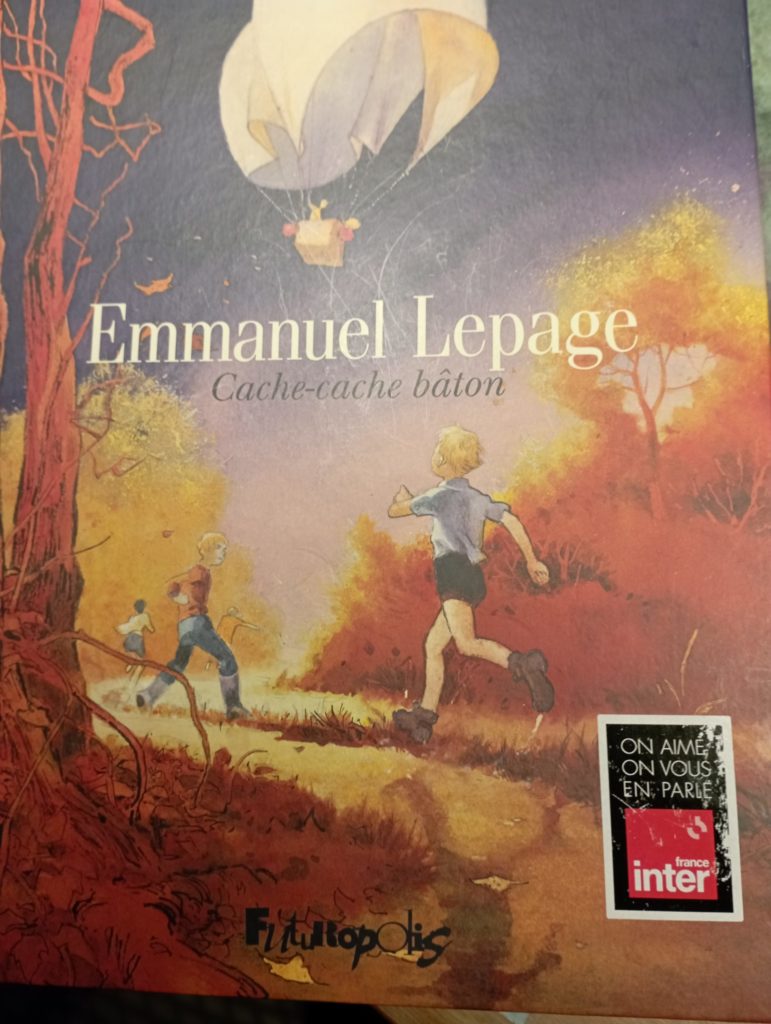 Emmanuel Lepage
Cache-cache bâton
ON AIME,
ON VOUS
EN PARLE
france
inter
Futuropolis